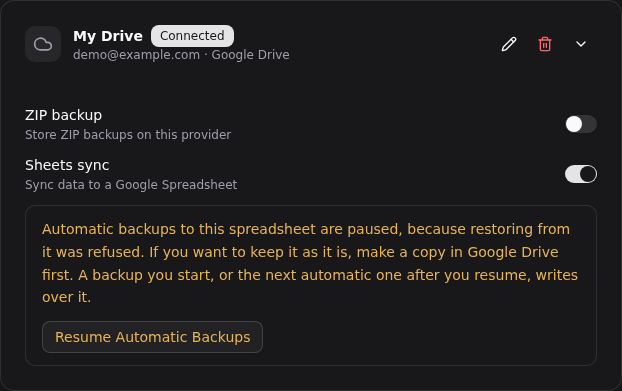 My Drive Connected
demo@example.com · Google Drive
ZIP backup
Store ZIP backups on this provider
Sheets sync
Sync data to a Google Spreadsheet
Automatic backups to this spreadsheet are paused, because restoring from
it was refused. If you want to keep it as it is, make a copy in Google Drive
first. A backup you start, or the next automatic one after you resume, writes
over it.
Resume Automatic Backups